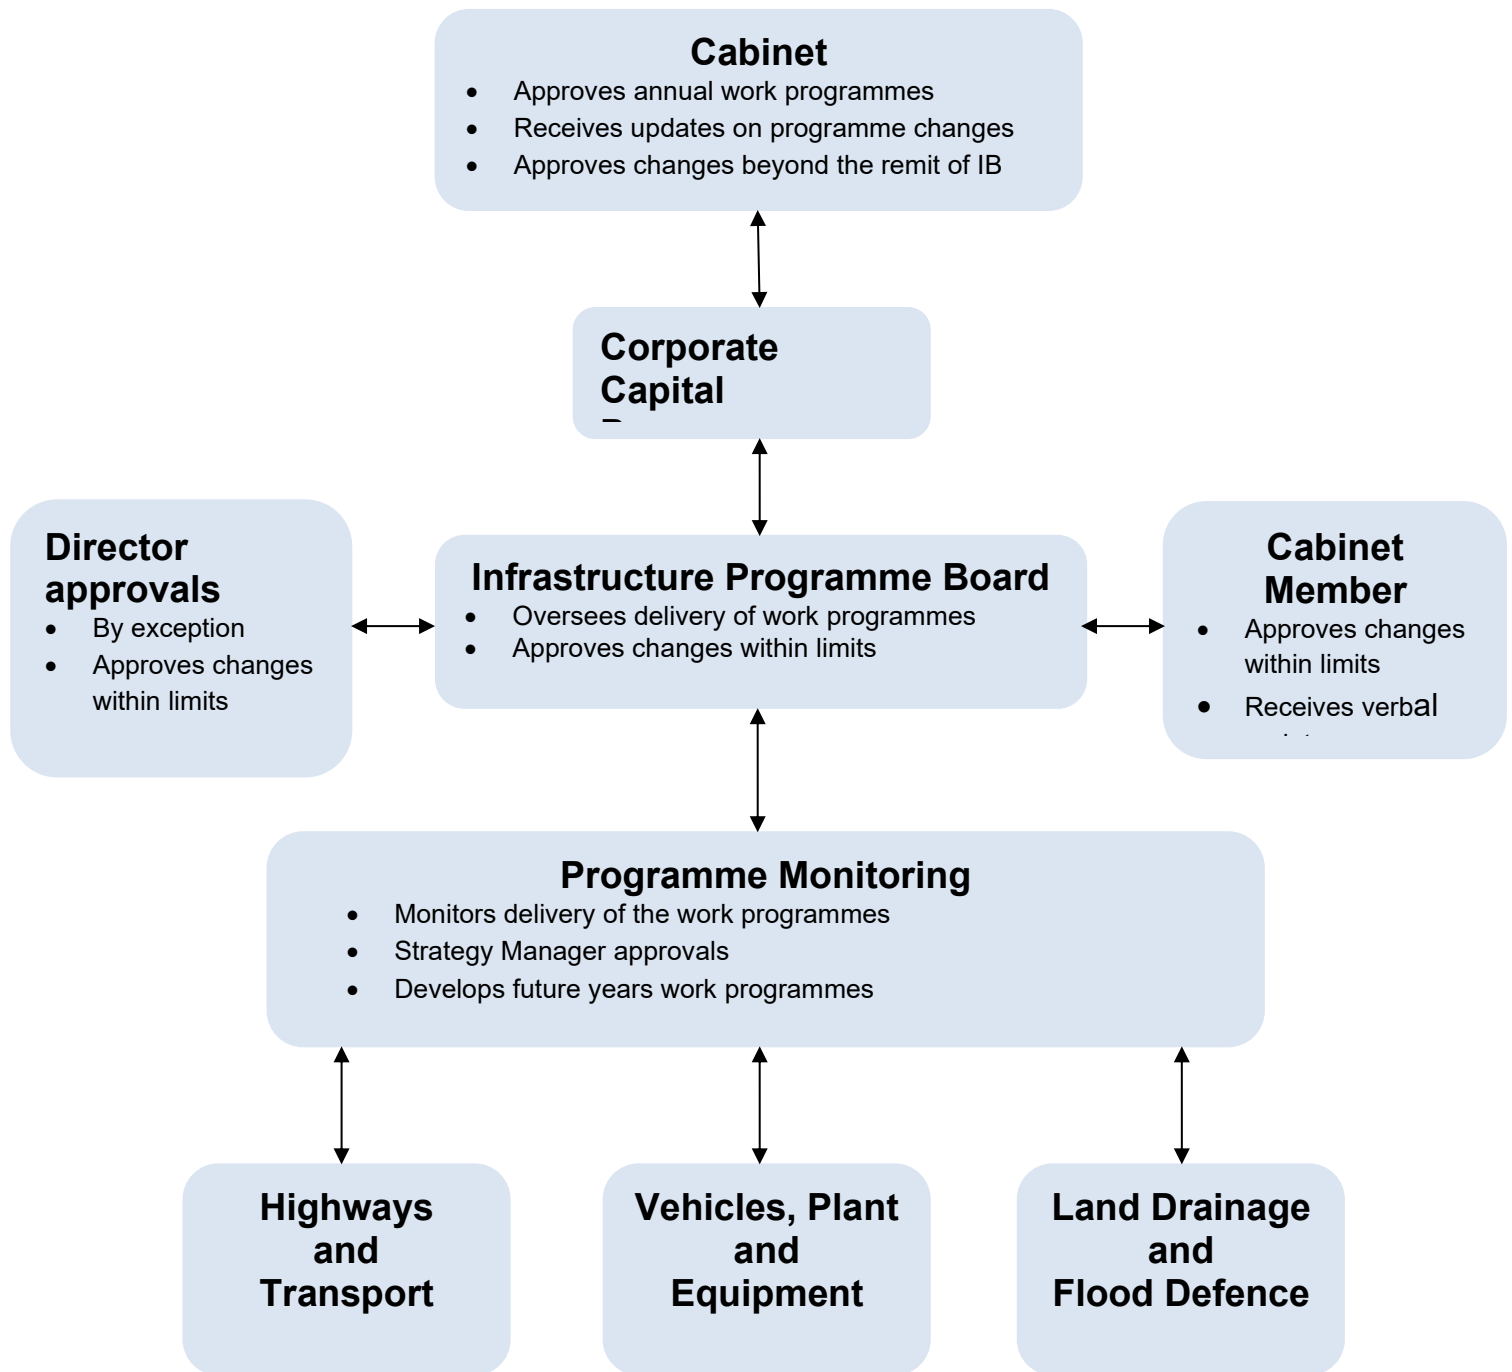 Cabinet
• Approves annual work programmes
• Receives updates on programme changes
• Approves changes beyond the remit of IB
Corporate
Capital
Director
approvals
• By exception
• Approves changes
within limits
Infrastructure Programme Board
• Oversees delivery of work programmes
• Approves changes within limits
Cabinet
Member
• Approves changes
within limits
• Receives verbal
Programme Monitoring
• Monitors delivery of the work programmes
• Strategy Manager approvals
• Develops future years work programmes
Highways
and
Transport
Vehicles, Plant
and
Equipment
Land Drainage
and
Flood Defence